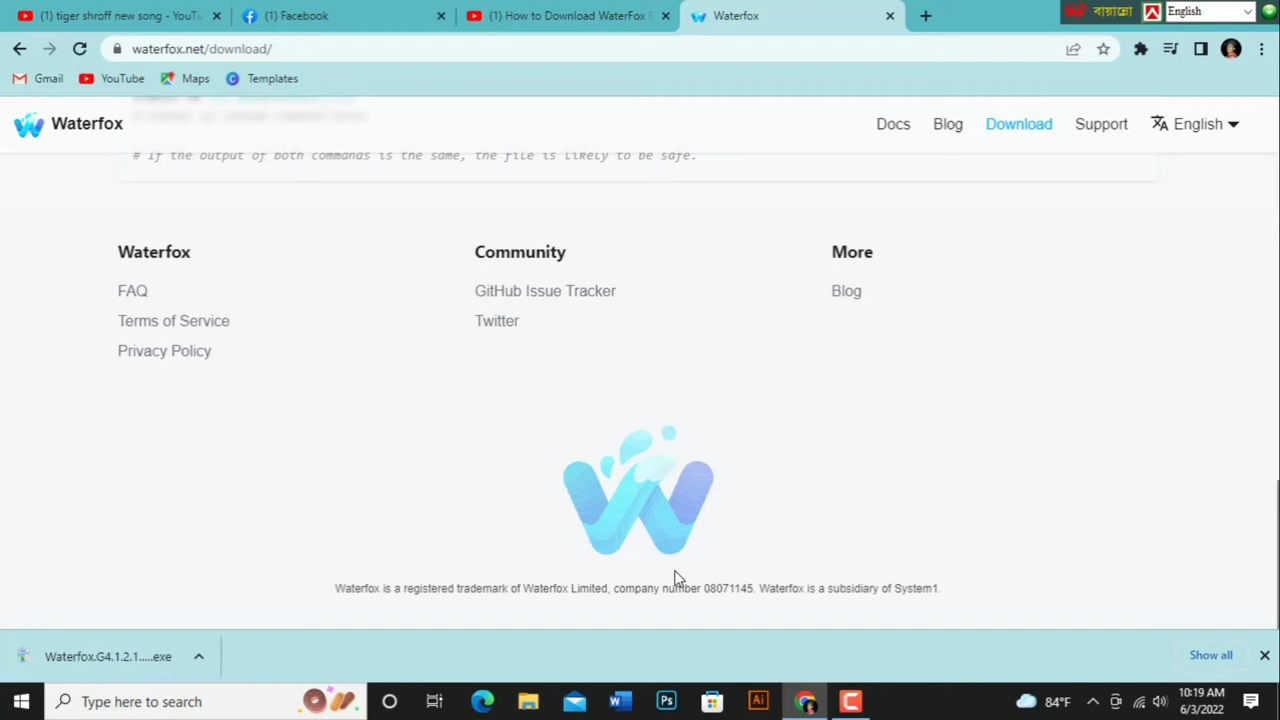 (1) tiger shroff new song - YouTu
(1) Facebook
(1) How to Download WaterFox
Waterfox
বায়ান্নো
English
waterfox.net/download/
Gmail
YouTube
Maps
Templates
Waterfox
Docs
Blog
Download
Support
English
# If the output of both commands is the same, the file is likely to be safe.
Waterfox
FAQ
Terms of Service
Privacy Policy
Community
GitHub Issue Tracker
Twitter
More
Blog
Waterfox is a registered trademark of Waterfox Limited, company number 08071145. Waterfox is a subsidiary of System1.
Waterfox.G4.1.2.1.....exe
Show all
Type here to search
84°F
10:19 AM
6/3/2022